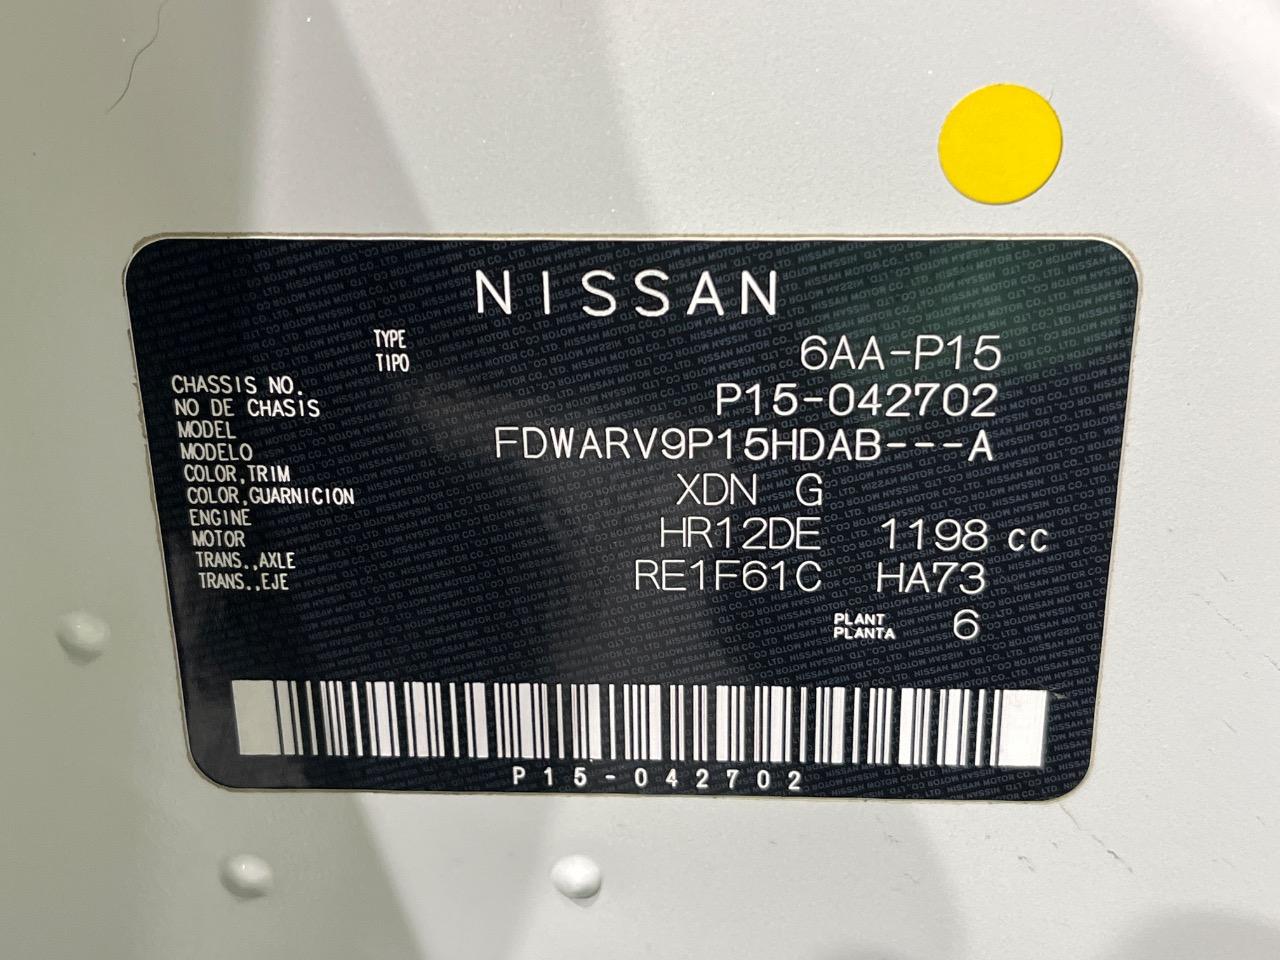 NISSAN
TYPE
TIPO
6AA-P15
CHASSIS NO.
NO DE CHASIS
P15-042702
MODEL
MODELO
FDWARV9P15HDAB---A
COLOR,TRIM
COLOR,GUARNICION
XDN G
ENGINE
MOTOR
HR12DE 1198 cc
TRANS.,AXLE
TRANS.,EJE
RE1F61C HA73
PLANT
PLANTA
6
P15-042702